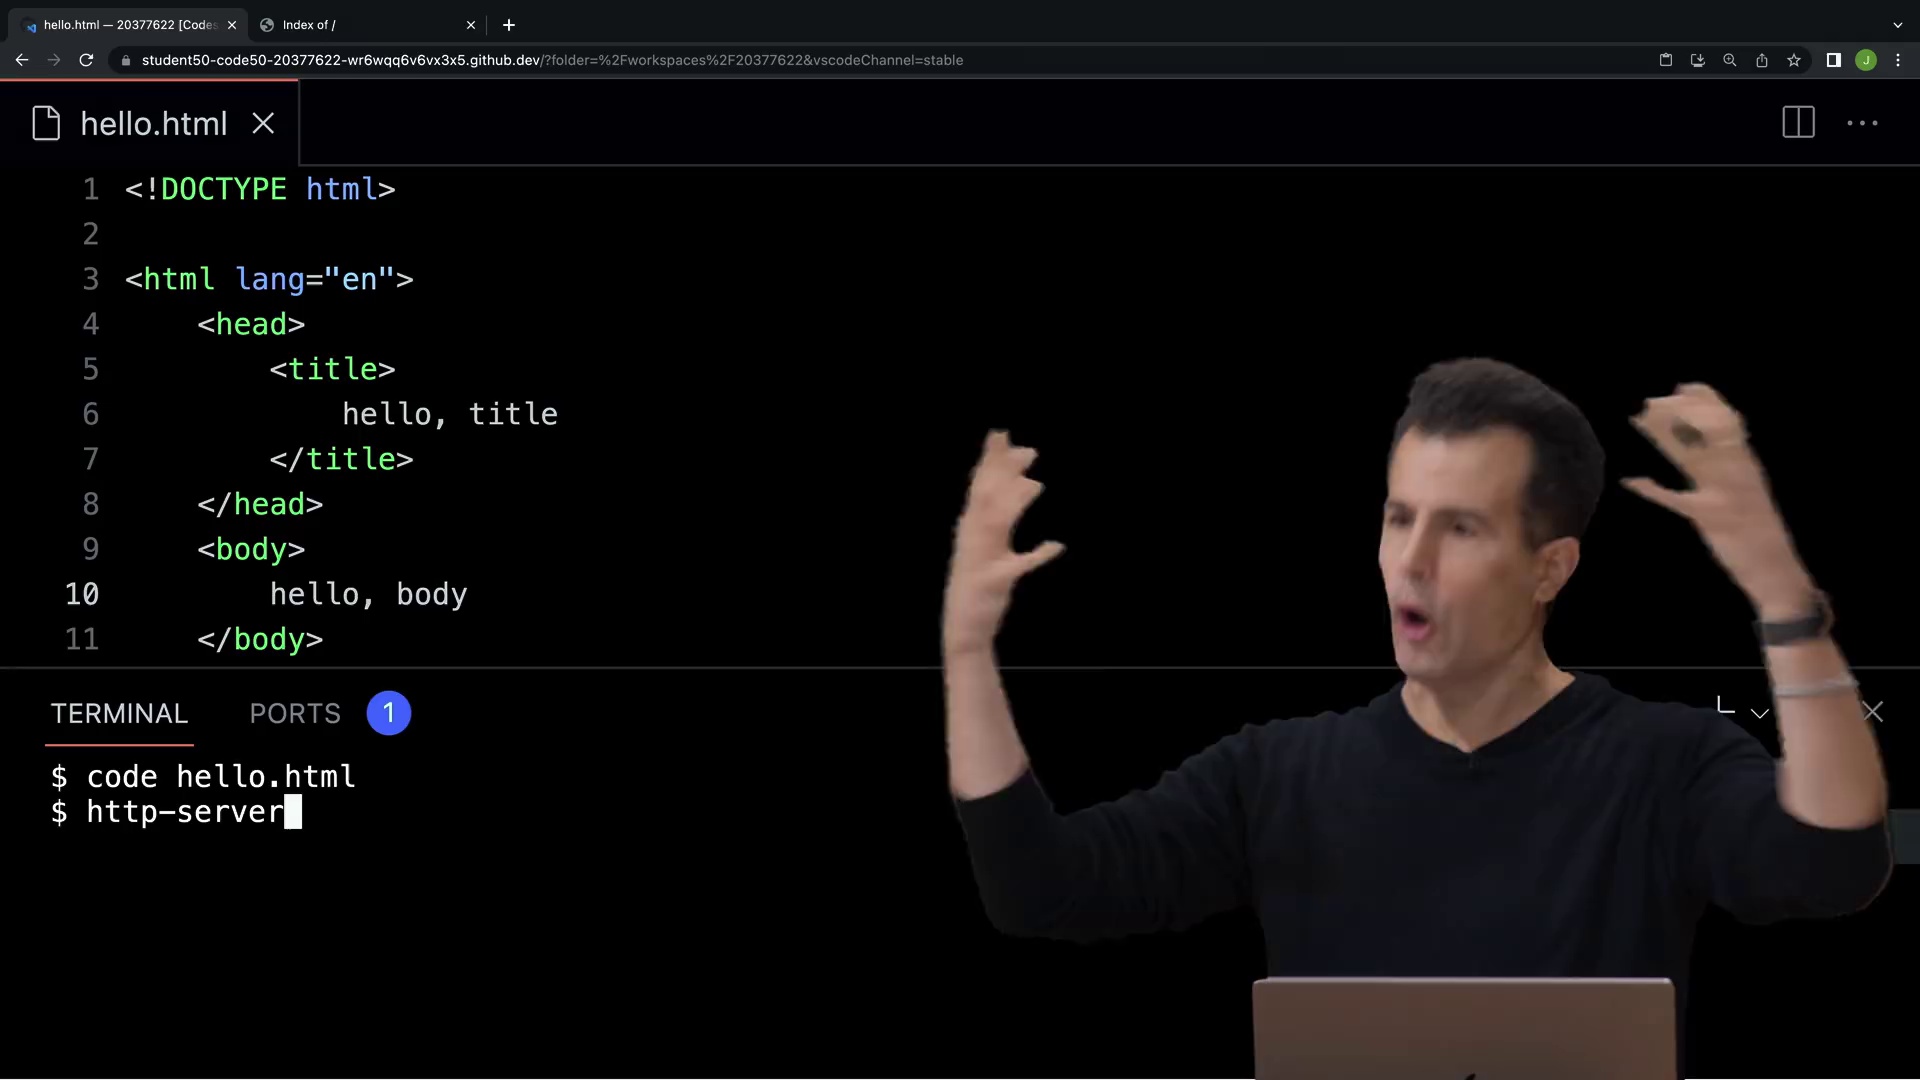 hello.html — 20377622 [Codes
Index of /
student50-code50-20377622-wr6wqq6v6vx3x5.github.dev/?folder=%2Fworkspaces%2F20377622&vscodeChannel=stable
J
hello.html
1 <!DOCTYPE html>
2
3 <html lang="en">
4 <head>
5 <title>
6 hello, title
7 </title>
8 </head>
9 <body>
10 hello, body
11 </body>
TERMINAL PORTS 1
$ code hello.html
$ http-server